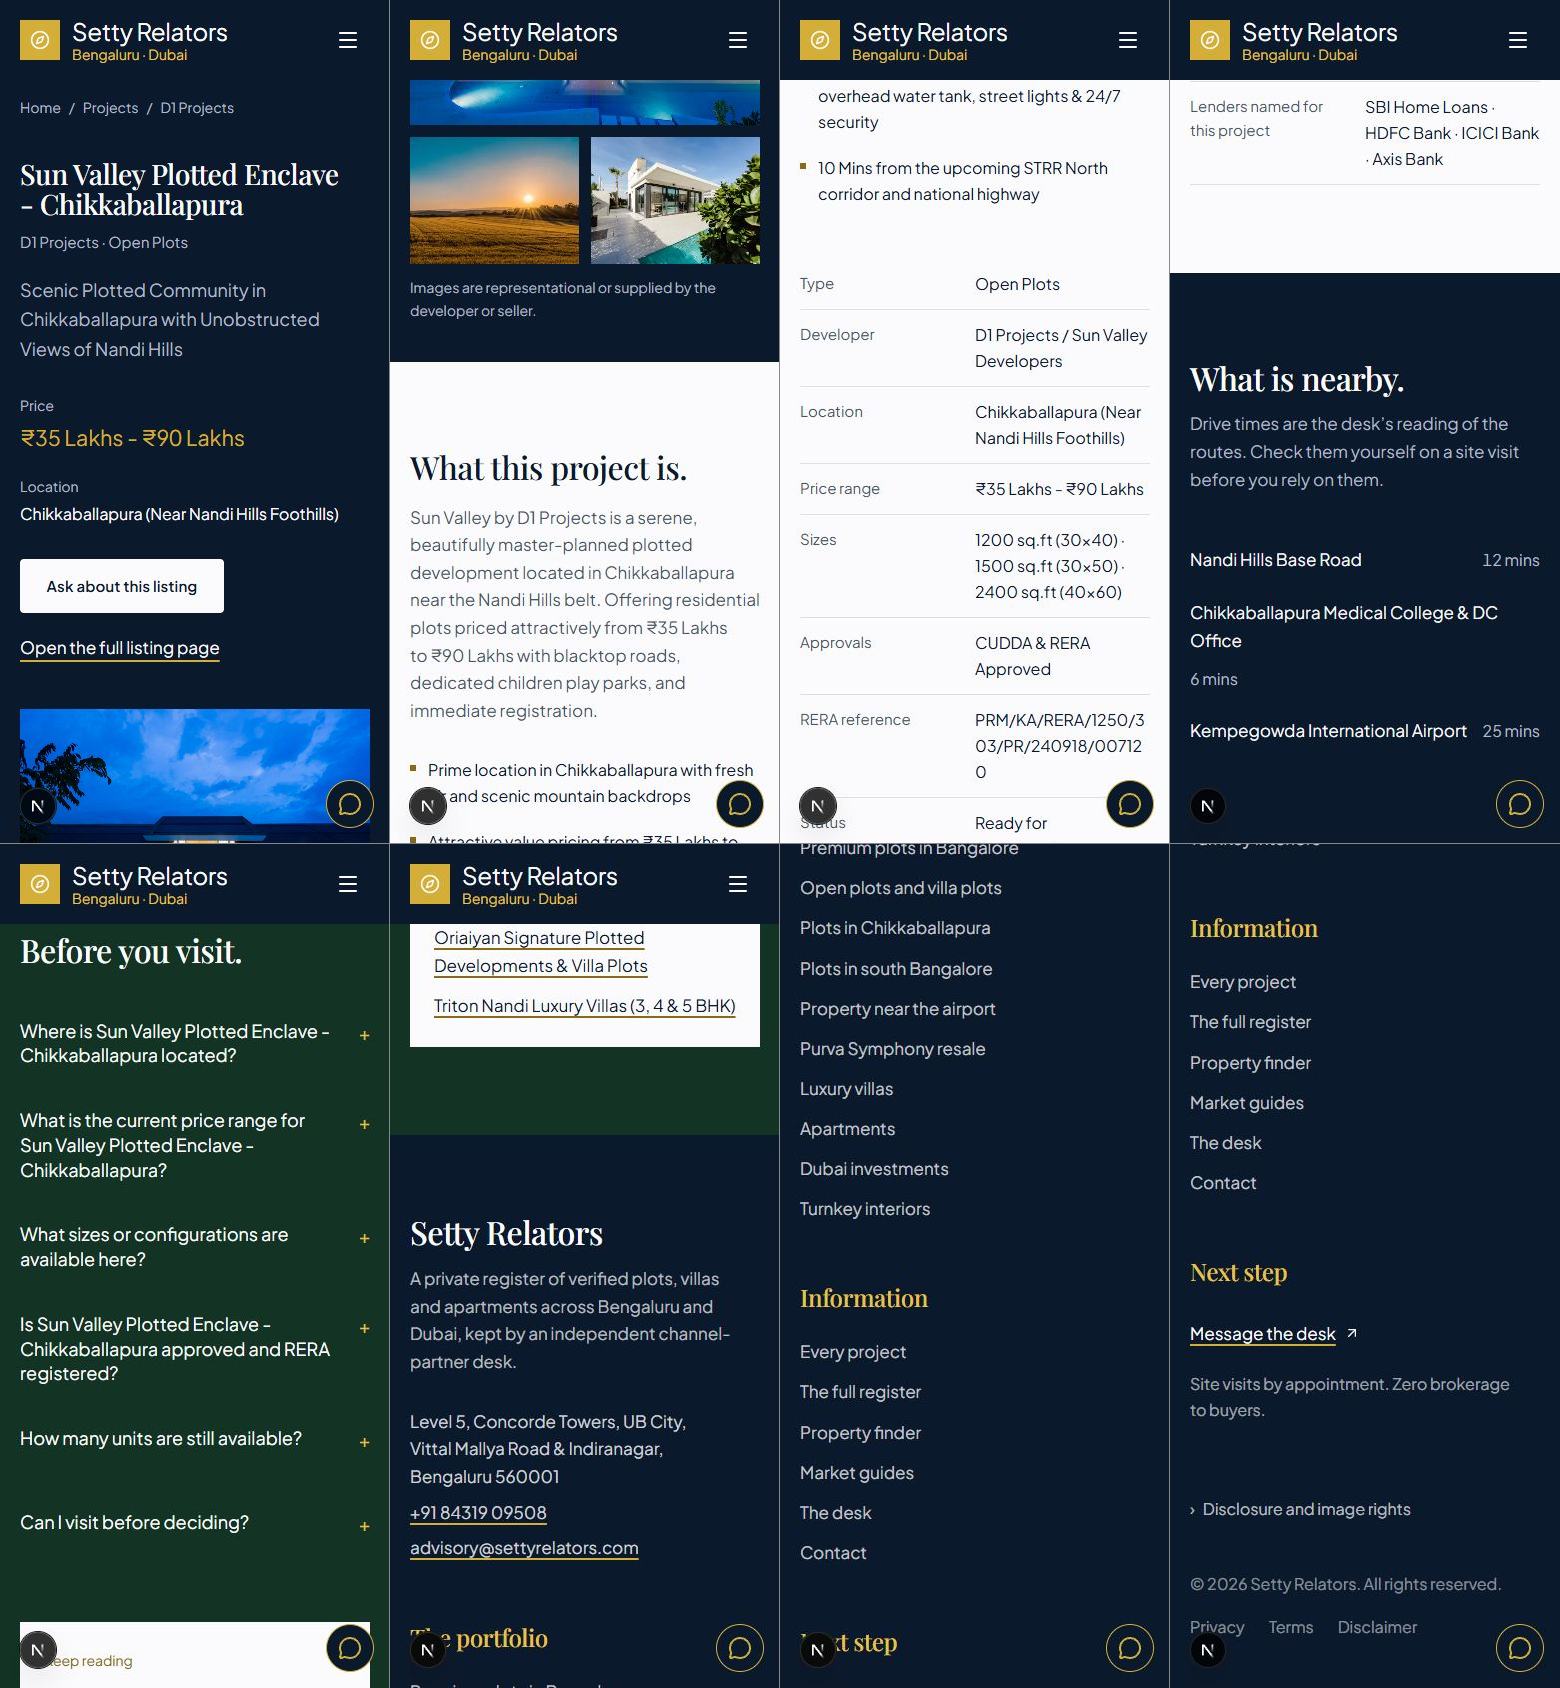 Setty Relators
Bengaluru · Dubai
Home / Projects / D1 Projects
Sun Valley Plotted Enclave
- Chikkaballapura
D1 Projects · Open Plots
Scenic Plotted Community in
Chikkaballapura with Unobstructed
Views of Nandi Hills
Price
₹35 Lakhs - ₹90 Lakhs
Location
Chikkaballapura (Near Nandi Hills Foothills)
Ask about this listing
Open the full listing page
N
Setty Relators
Bengaluru · Dubai
Images are representational or supplied by the
developer or seller.
What this project is.
Sun Valley by D1 Projects is a serene,
beautifully master-planned plotted
development located in Chikkaballapura
near the Nandi Hills belt. Offering residential
plots priced attractively from ₹35 Lakhs
to ₹90 Lakhs with blacktop roads,
dedicated children play parks, and
immediate registration.
Prime location in Chikkaballapura with fresh
and scenic mountain backdrops
Attractive value pricing from ₹35 Lakhs to
N
Setty Relators
Bengaluru · Dubai
overhead water tank, street lights & 24/7
security
10 Mins from the upcoming STRR North
corridor and national highway
Type Open Plots
Developer D1 Projects / Sun Valley
Developers
Location Chikkaballapura (Near
Nandi Hills Foothills)
Price range ₹35 Lakhs - ₹90 Lakhs
Sizes 1200 sq.ft (30×40) ·
1500 sq.ft (30×50) ·
2400 sq.ft (40×60)
Approvals CUDDA & RERA
Approved
RERA reference PRM/KA/RERA/1250/3
03/PR/240918/00712
0
Status Ready for
N
Setty Relators
Bengaluru · Dubai
Lenders named for
this project
SBI Home Loans ·
HDFC Bank · ICICI Bank
· Axis Bank
What is nearby.
Drive times are the desk's reading of the
routes. Check them yourself on a site visit
before you rely on them.
Nandi Hills Base Road 12 mins
Chikkaballapura Medical College & DC
Office
6 mins
Kempegowda International Airport 25 mins
N
Setty Relators
Bengaluru · Dubai
Before you visit.
Where is Sun Valley Plotted Enclave -
Chikkaballapura located? +
What is the current price range for
Sun Valley Plotted Enclave -
Chikkaballapura? +
What sizes or configurations are
available here? +
Is Sun Valley Plotted Enclave -
Chikkaballapura approved and RERA
registered? +
How many units are still available? +
Can I visit before deciding? +
eep reading
N
Setty Relators
Bengaluru · Dubai
Oriaiyan Signature Plotted
Developments & Villa Plots
Triton Nandi Luxury Villas (3, 4 & 5 BHK)
Setty Relators
A private register of verified plots, villas
and apartments across Bengaluru and
Dubai, kept by an independent channel-
partner desk.
Level 5, Concorde Towers, UB City,
Vittal Mallya Road & Indiranagar,
Bengaluru 560001
+91 84319 09508
advisory@settyrelators.com
The portfolio
N
Premium plots in Bangalore
Open plots and villa plots
Plots in Chikkaballapura
Plots in south Bangalore
Property near the airport
Purva Symphony resale
Luxury villas
Apartments
Dubai investments
Turnkey interiors
Information
Every project
The full register
Property finder
Market guides
The desk
Contact
xt step
N
Information
Every project
The full register
Property finder
Market guides
The desk
Contact
Next step
Message the desk
Site visits by appointment. Zero brokerage
to buyers.
› Disclosure and image rights
© 2026 Setty Relators. All rights reserved.
Privacy Terms Disclaimer
N